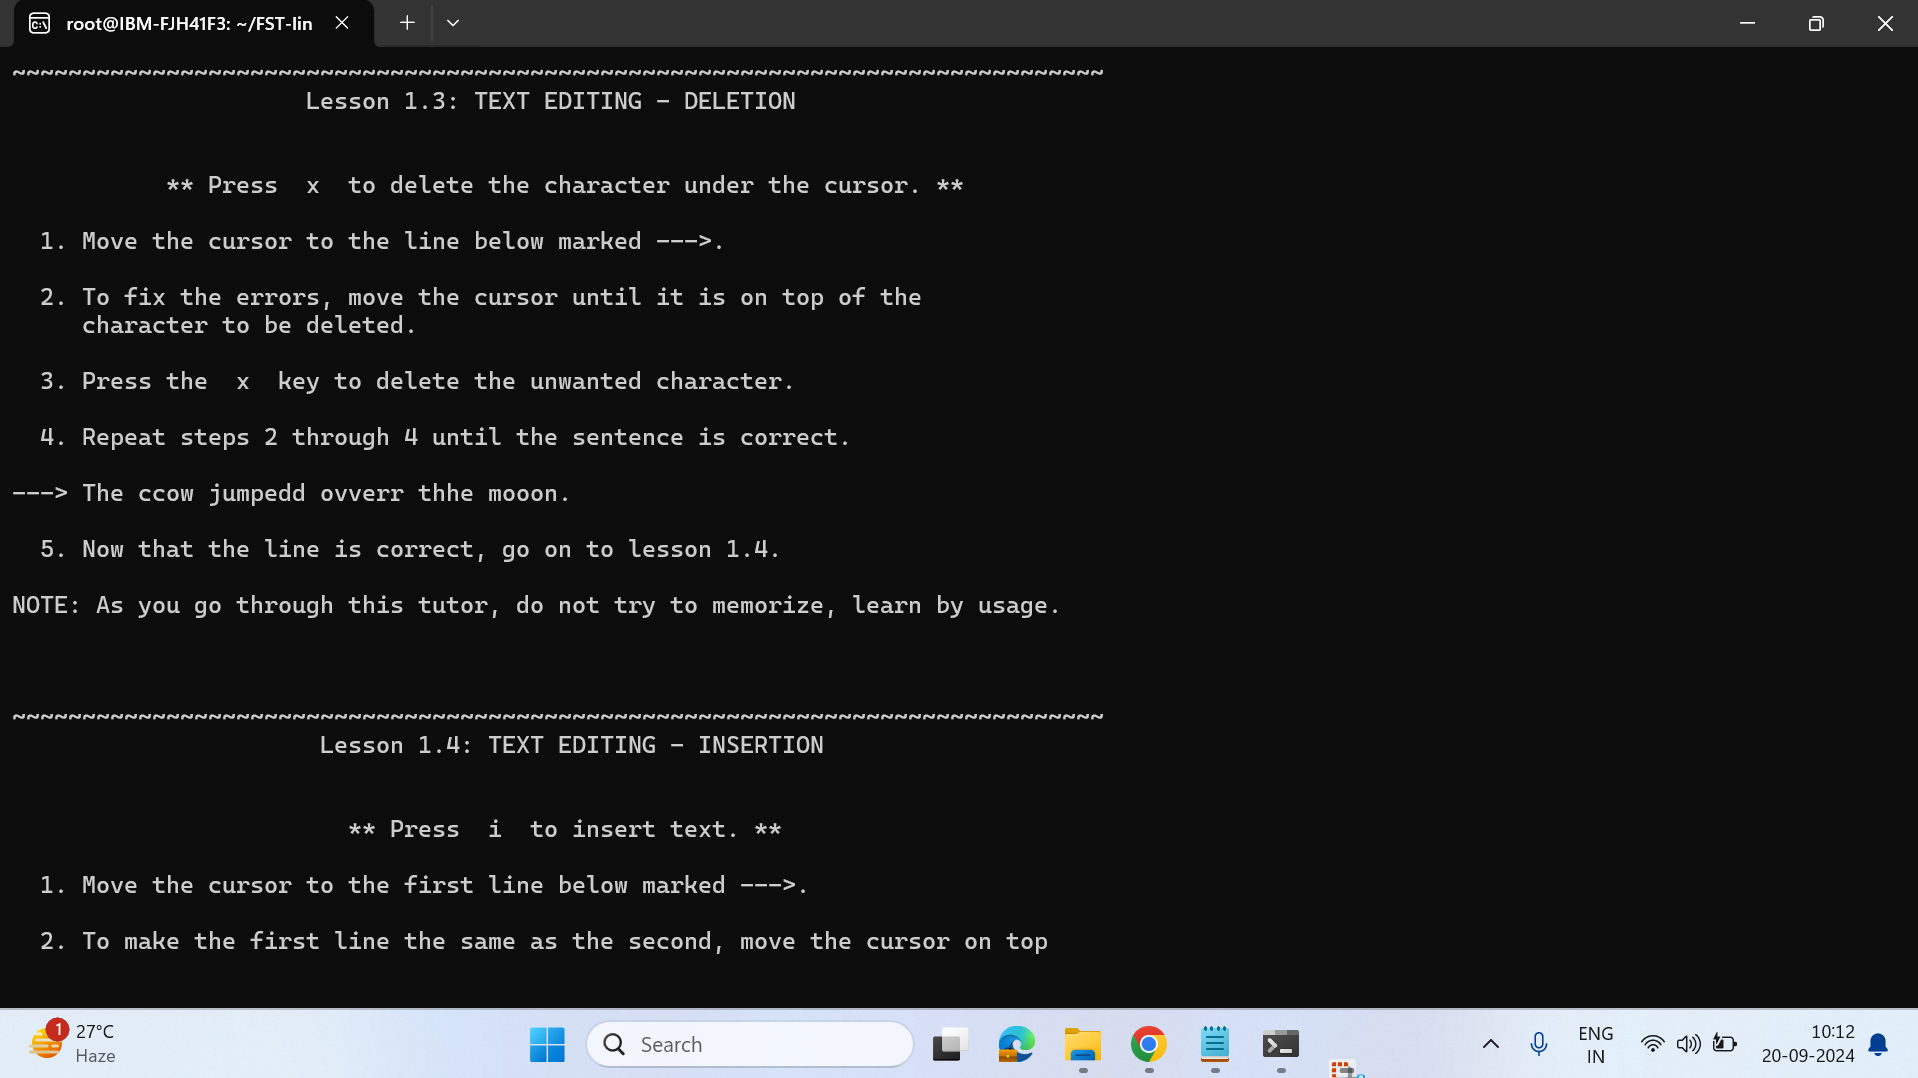 root@IBM-FJH41F3: ~/FST-lin
~~~~~~~~~~~~~~~~~~~~~~~~~~~~~~~~~~~~~~~~~~~~~~~~~~~~~~~~~~~~~~~~~~~~~~~~~~~~~~
Lesson 1.3: TEXT EDITING - DELETION
** Press  x  to delete the character under the cursor. **
1. Move the cursor to the line below marked --->.
2. To fix the errors, move the cursor until it is on top of the
character to be deleted.
3. Press the  x  key to delete the unwanted character.
4. Repeat steps 2 through 4 until the sentence is correct.
---> The ccow jumpedd ovverr thhe mooon.
5. Now that the line is correct, go on to lesson 1.4.
NOTE: As you go through this tutor, do not try to memorize, learn by usage.
~~~~~~~~~~~~~~~~~~~~~~~~~~~~~~~~~~~~~~~~~~~~~~~~~~~~~~~~~~~~~~~~~~~~~~~~~~~~~~
Lesson 1.4: TEXT EDITING - INSERTION
** Press  i  to insert text. **
1. Move the cursor to the first line below marked --->.
2. To make the first line the same as the second, move the cursor on top
1
27°C
Haze
Search
ENG
IN
10:12
20-09-2024